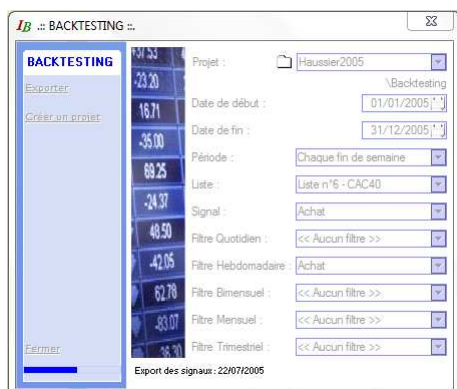 IB .:: BACKTESTING ::.
BACKTESTING
Exporter
Créer un projet
Fermer
+37.53
-23.20
16.71
-35.00
69.25
-24.37
48.50
-42.05
62.78
-83.07
36.30
Projet : Haussier2005
\Backtesting
Date de début : 01/01/2005
Date de fin : 31/12/2005
Période : Chaque fin de semaine
Liste : Liste n°6 - CAC40
Signal : Achat
Filtre Quotidien : << Aucun filtre >>
Filtre Hebdomadaire : Achat
Filtre Bimensuel : << Aucun filtre >>
Filtre Mensuel : << Aucun filtre >>
Filtre Trimestriel : << Aucun filtre >>
Export des signaux : 22/07/2005